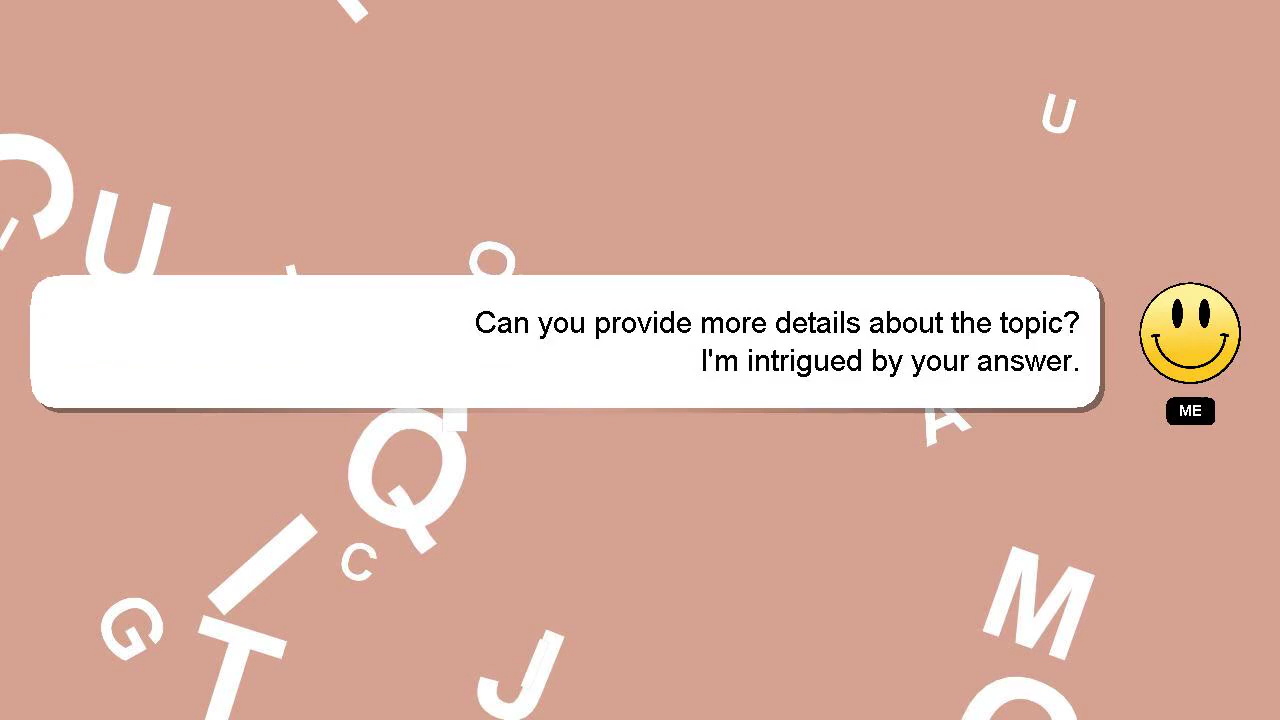 U
C
U
O
Can you provide more details about the topic?
I'm intrigued by your answer.
ME
A
Q
I
C
M
G
T
J